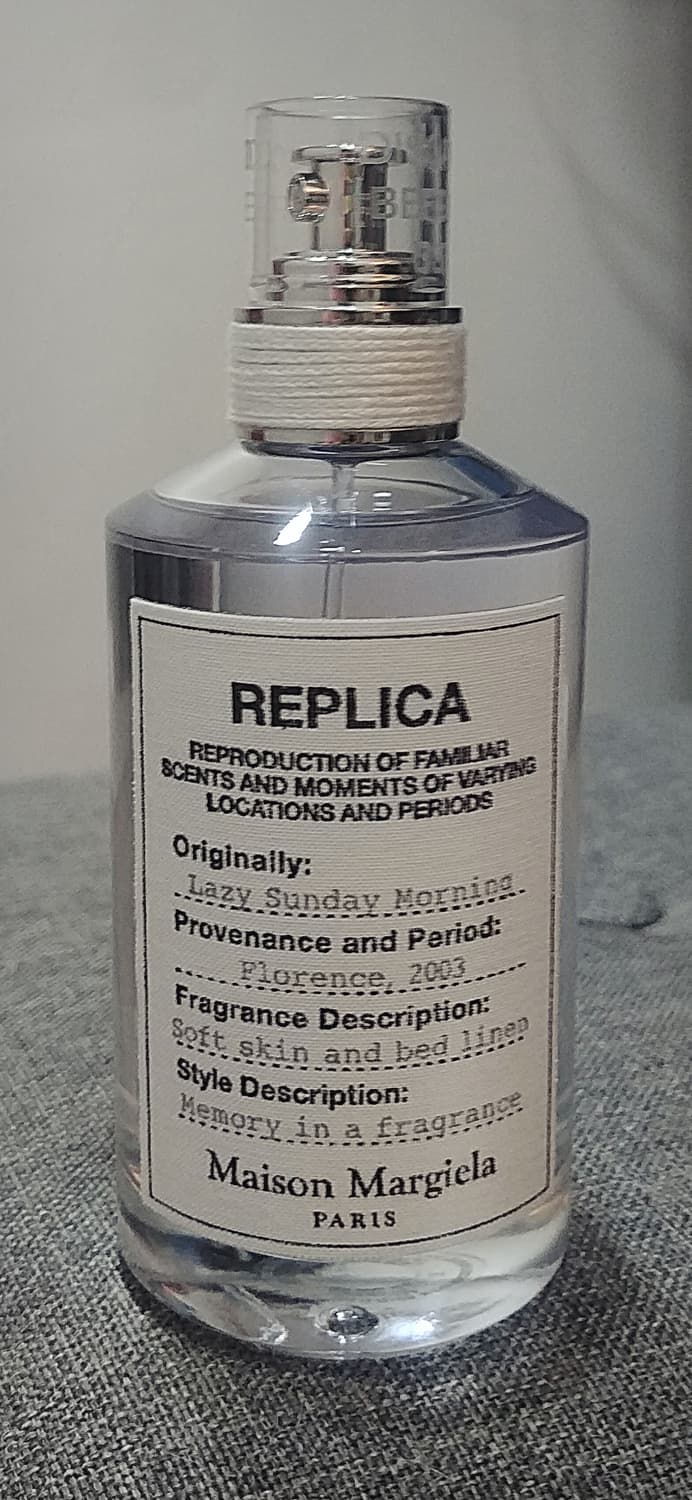 REPLICA
REPRODUCTION OF FAMILIAR
SCENTS AND MOMENTS OF VARYING
LOCATIONS AND PERIODS
Originally:
Lazy Sunday Morning
Provenance and Period:
Florence, 2003
Fragrance Description:
Soft skin and bed linen
Style Description:
Memory in a fragrance
Maison Margiela
PARIS